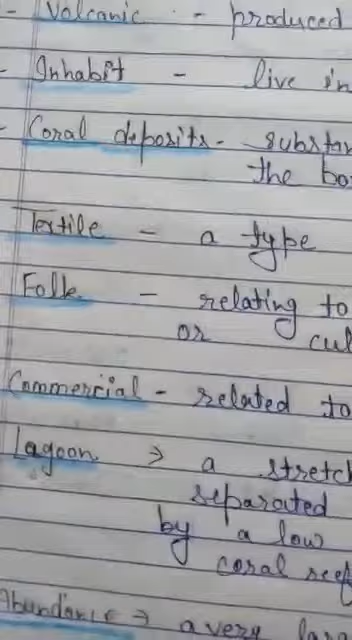 - Volcanic - produced
- Inhabit - live in
- Coral deposits - substan
the bo
Textile - a type
Folk - relating to
or cul
Commercial - related to
Lagoon → a stretch
separated
by a low
coral reef
Abundance → a very lar